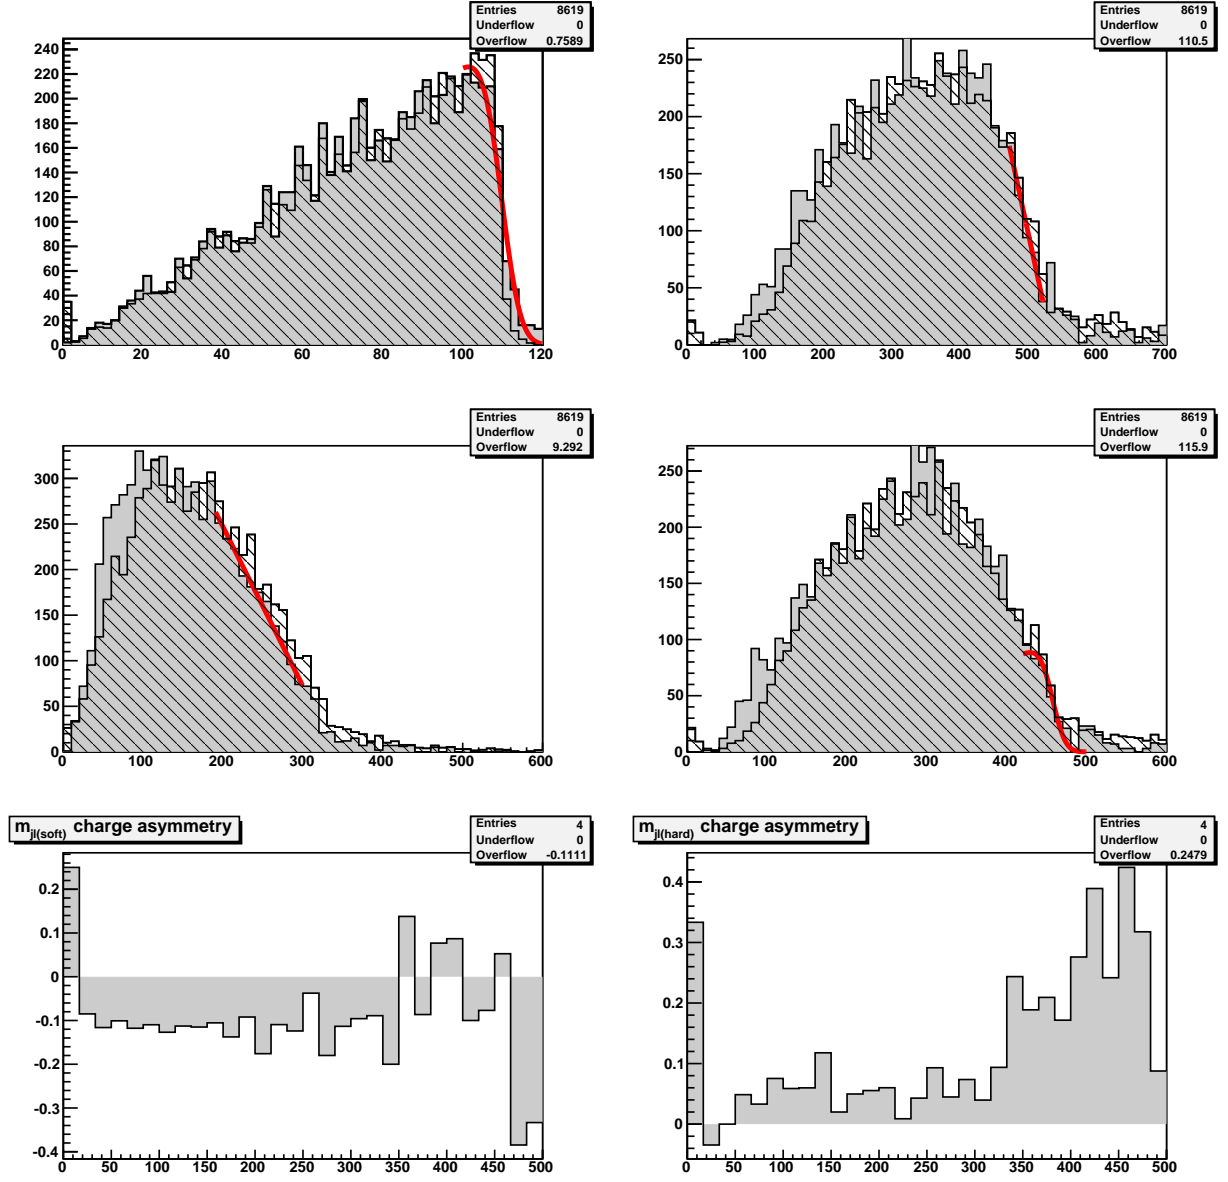 Entries 8619
Underflow 0
Overflow 0.7589
240
220
200
180
160
140
120
100
80
60
40
20
0
0 20 40 60 80 100 120
Entries 8619
Underflow 0
Overflow 110.5
250
200
150
100
50
0
0 100 200 300 400 500 600 700
Entries 8619
Underflow 0
Overflow 9.292
300
250
200
150
100
50
0
0 100 200 300 400 500 600
Entries 8619
Underflow 0
Overflow 115.9
250
200
150
100
50
0
0 100 200 300 400 500 600
m_jl(soft) charge asymmetry
Entries 4
Underflow 0
Overflow -0.1111
0.2
0.1
0
-0.1
-0.2
-0.3
-0.4
0 50 100 150 200 250 300 350 400 450 500
m_jl(hard) charge asymmetry
Entries 4
Underflow 0
Overflow 0.2479
0.4
0.3
0.2
0.1
0
0 50 100 150 200 250 300 350 400 450 500